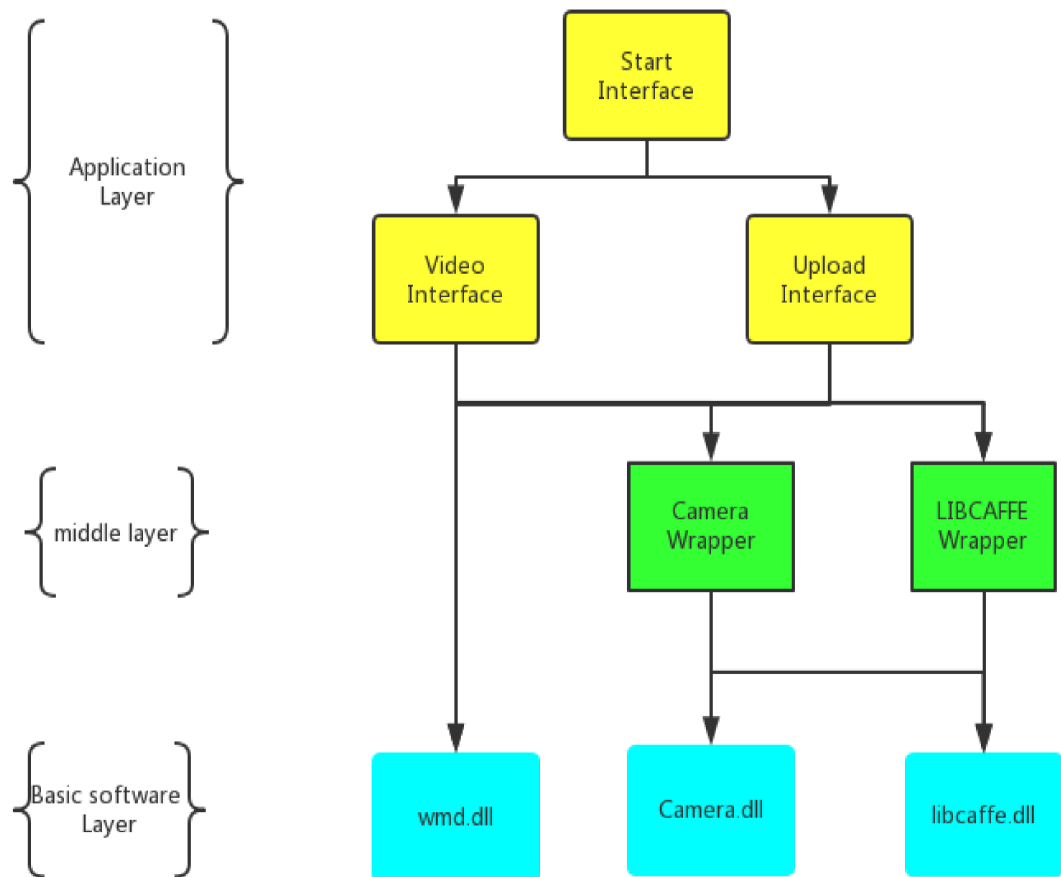 Start
Interface
Application
Layer
Video
Interface
Upload
Interface
middle layer
Camera
Wrapper
LIBCAFFE
Wrapper
Basic software
Layer
wmd.dll
Camera.dll
libcaffe.dll